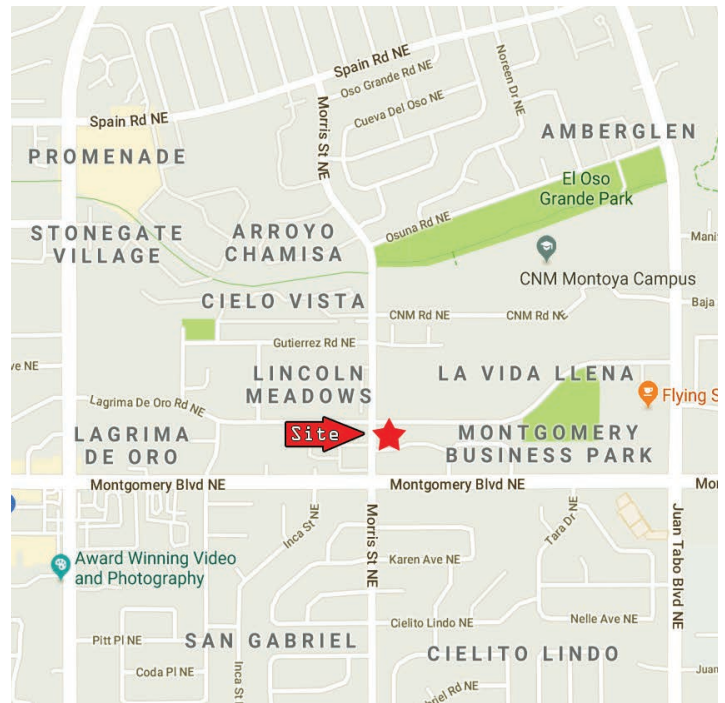 Spain Rd NE
Noreen Dr NE
Oso Grande Rd NE
Spain Rd NE
Cueva Del Oso NE
Morris St NE
AMBERGLEN
PROMENADE
El Oso
Grande Park
Osuna Rd NE
STONEGATE
VILLAGE
ARROYO
CHAMISA
CNM Montoya Campus
CIELO VISTA
Baja
CNM Rd NE
CNM Rd NE
Gutierrez Rd NE
LINCOLN
MEADOWS
LA VIDA LLENA
ve NE
Lagrima De Oro Rd NE
Flying S
Site
LAGRIMA
DE ORO
MONTGOMERY
BUSINESS PARK
Montgomery Blvd NE
Montgomery Blvd NE
Inca St NE
Morris St NE
Tara Dr NE
Juan Tabo Blvd NE
Award Winning Video
and Photography
Karen Ave NE
Cielito Lindo NE
Nelle Ave NE
Pitt Pl NE
SAN GABRIEL
CIELITO LINDO
Coda Pl NE
Inca St
Juan